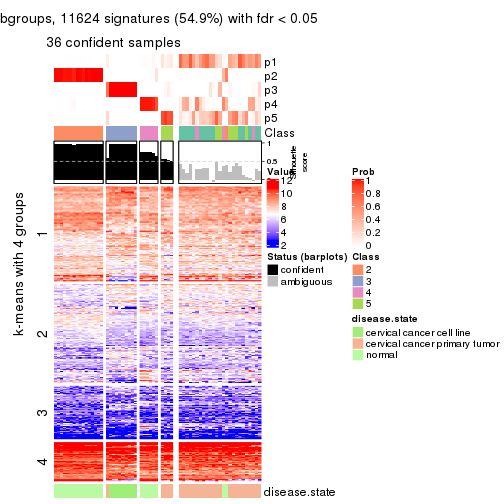 bgroups, 11624 signatures (54.9%) with fdr < 0.05
36 confident samples
p1
p2
p3
p4
p5
Class
1
0.5
0
Silhouette
score
k-means with 4 groups
1
2
3
4
disease.state
Value
12
10
8
6
4
2
Prob
1
0.8
0.6
0.4
0.2
0
Status (barplots)
confident
ambiguous
Class
2
3
4
5
disease.state
cervical cancer cell line
cervical cancer primary tumor
normal